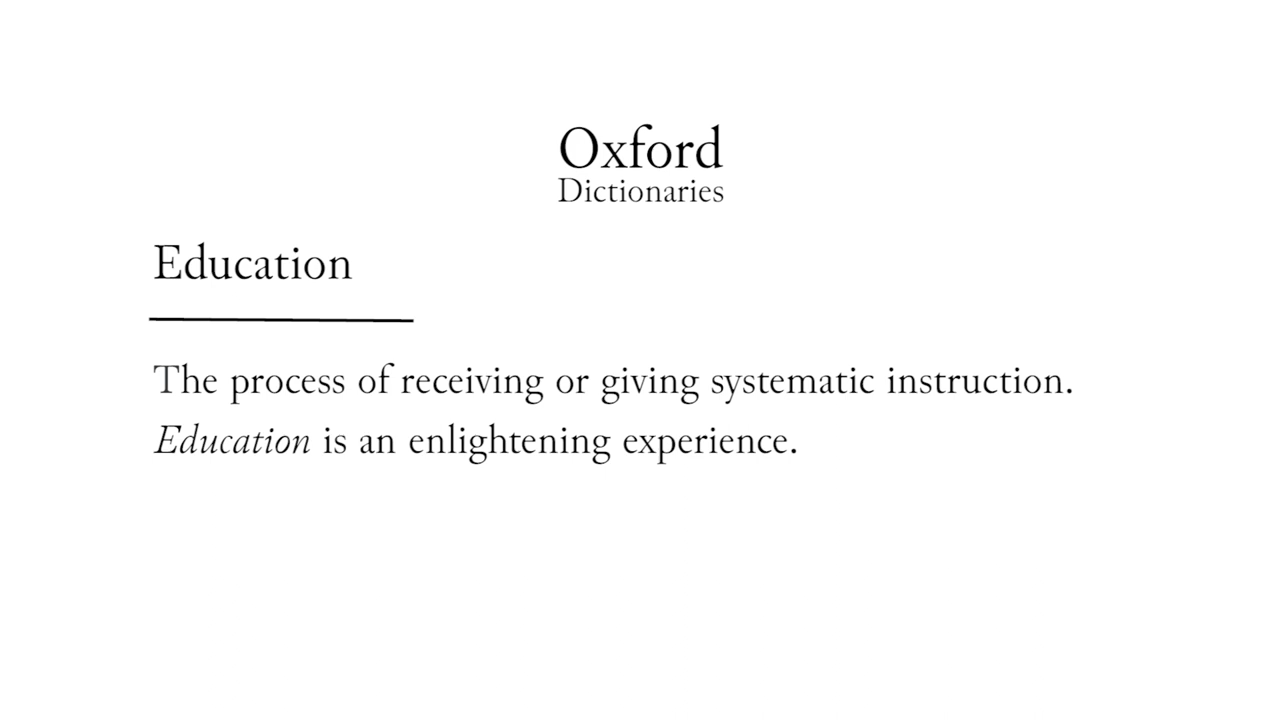 Oxford
Dictionaries
Education
The process of receiving or giving systematic instruction.
Education is an enlightening experience.